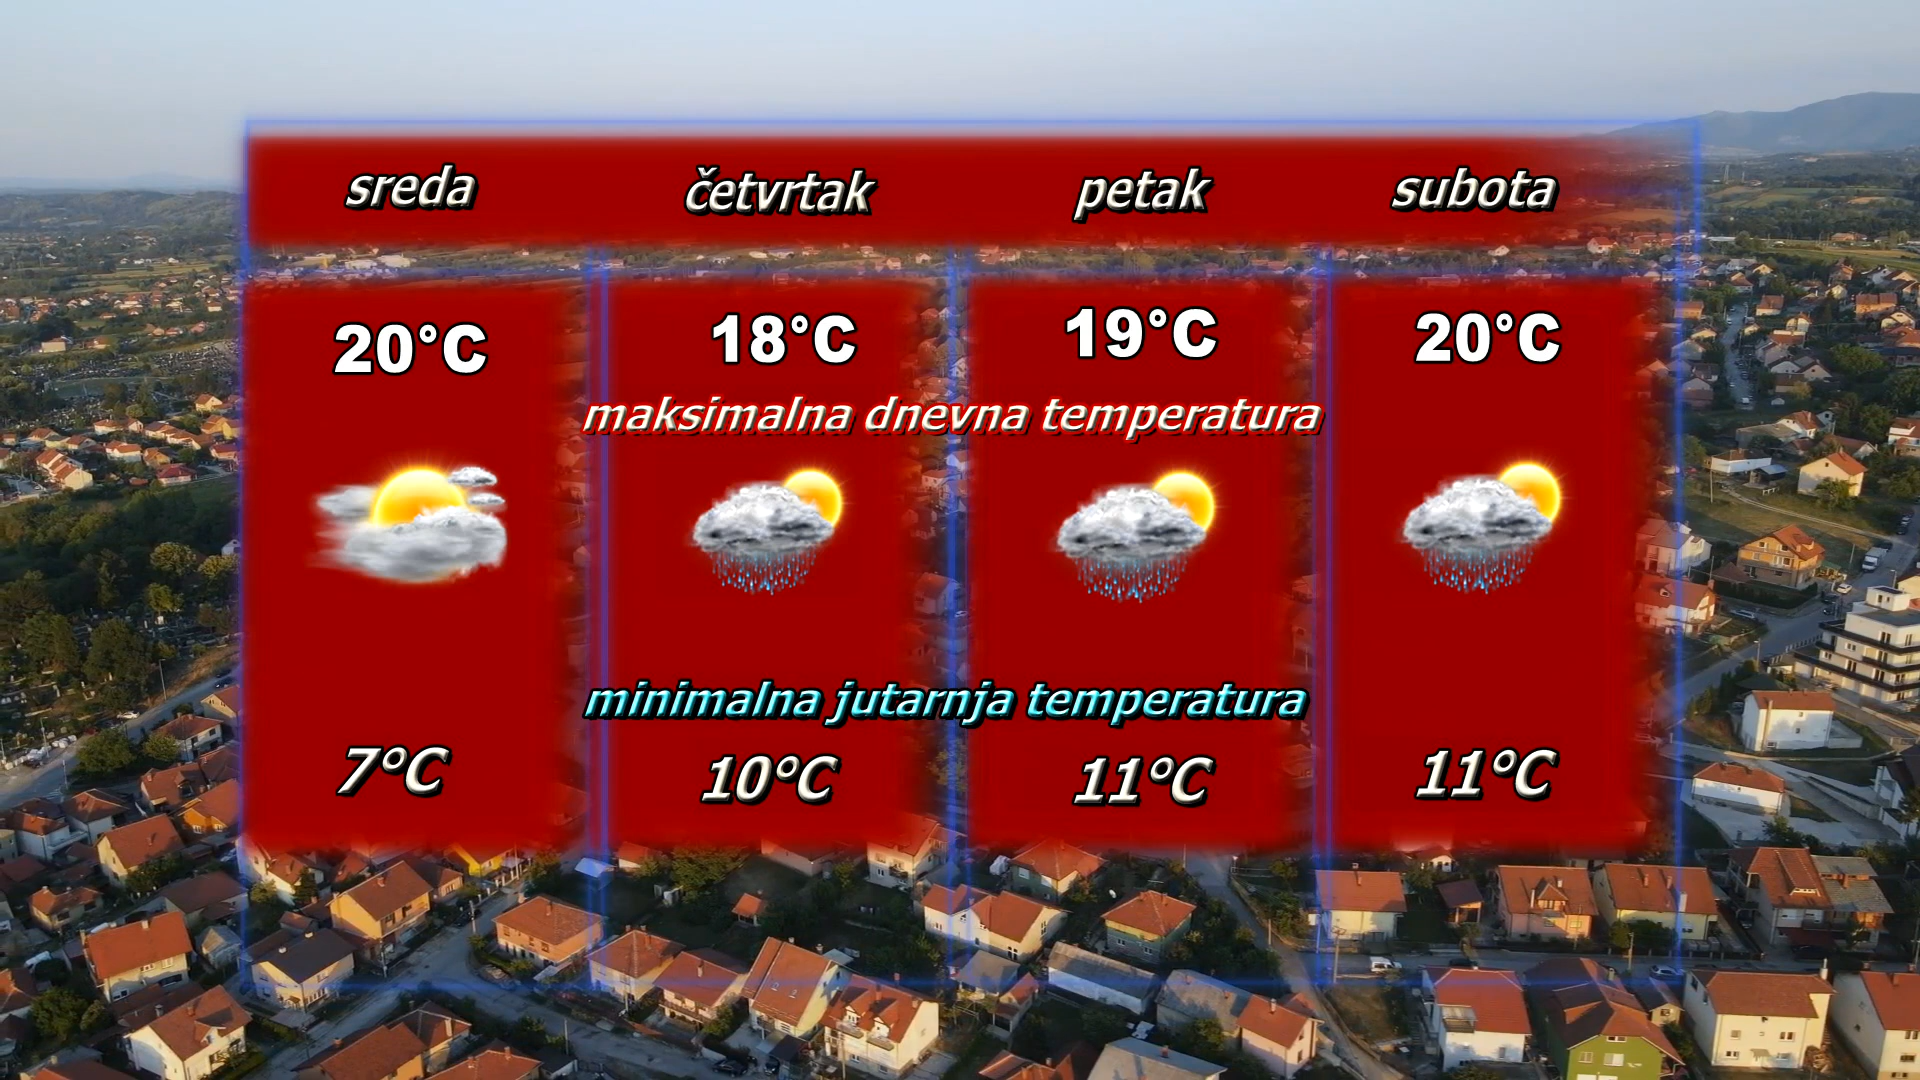 sreda četvrtak petak subota
20°C 18°C 19°C 20°C
maksimalna dnevna temperatura
minimalna jutarnja temperatura
7°C 10°C 11°C 11°C